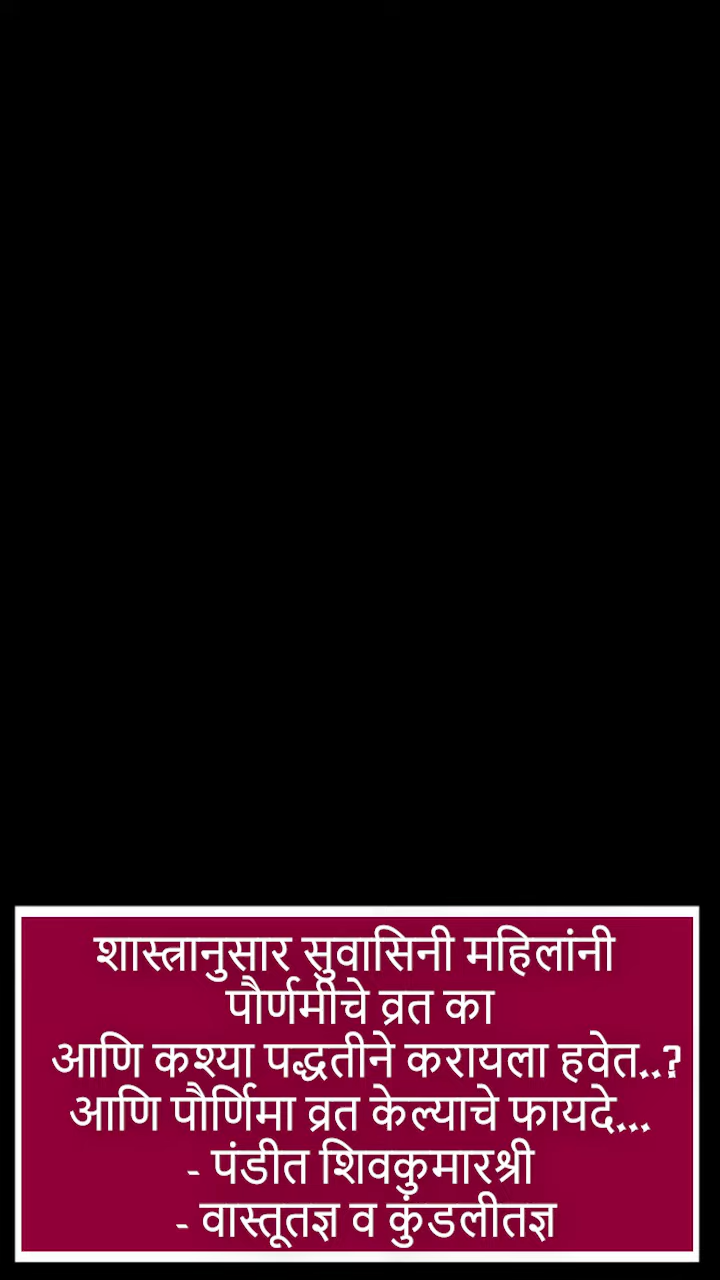 शास्त्रानुसार सुवासिनी महिलांनी
पौर्णमीचे व्रत का
आणि कश्या पद्धतीने करायला हवेत..?
आणि पौर्णिमा व्रत केल्याचे फायदे...
- पंडीत शिवकुमारश्री
- वास्तूतज्ञ व कुंडलीतज्ञ